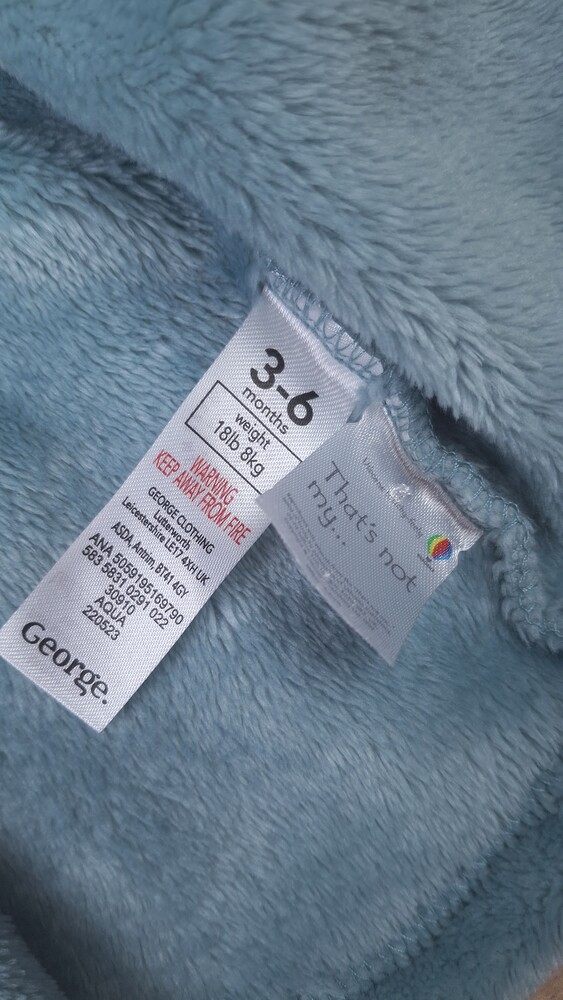 3-6
months
weight
18lb 8kg
WARNING
KEEP AWAY FROM FIRE
GEORGE CLOTHING
Lutterworth
Leicestershire LE17 4XH UK
ASDA, Antrim, BT41 4GY
ANA 5059195169790
583 5831 0291 022
30910
AQUA
220523
George.
That's not
my...